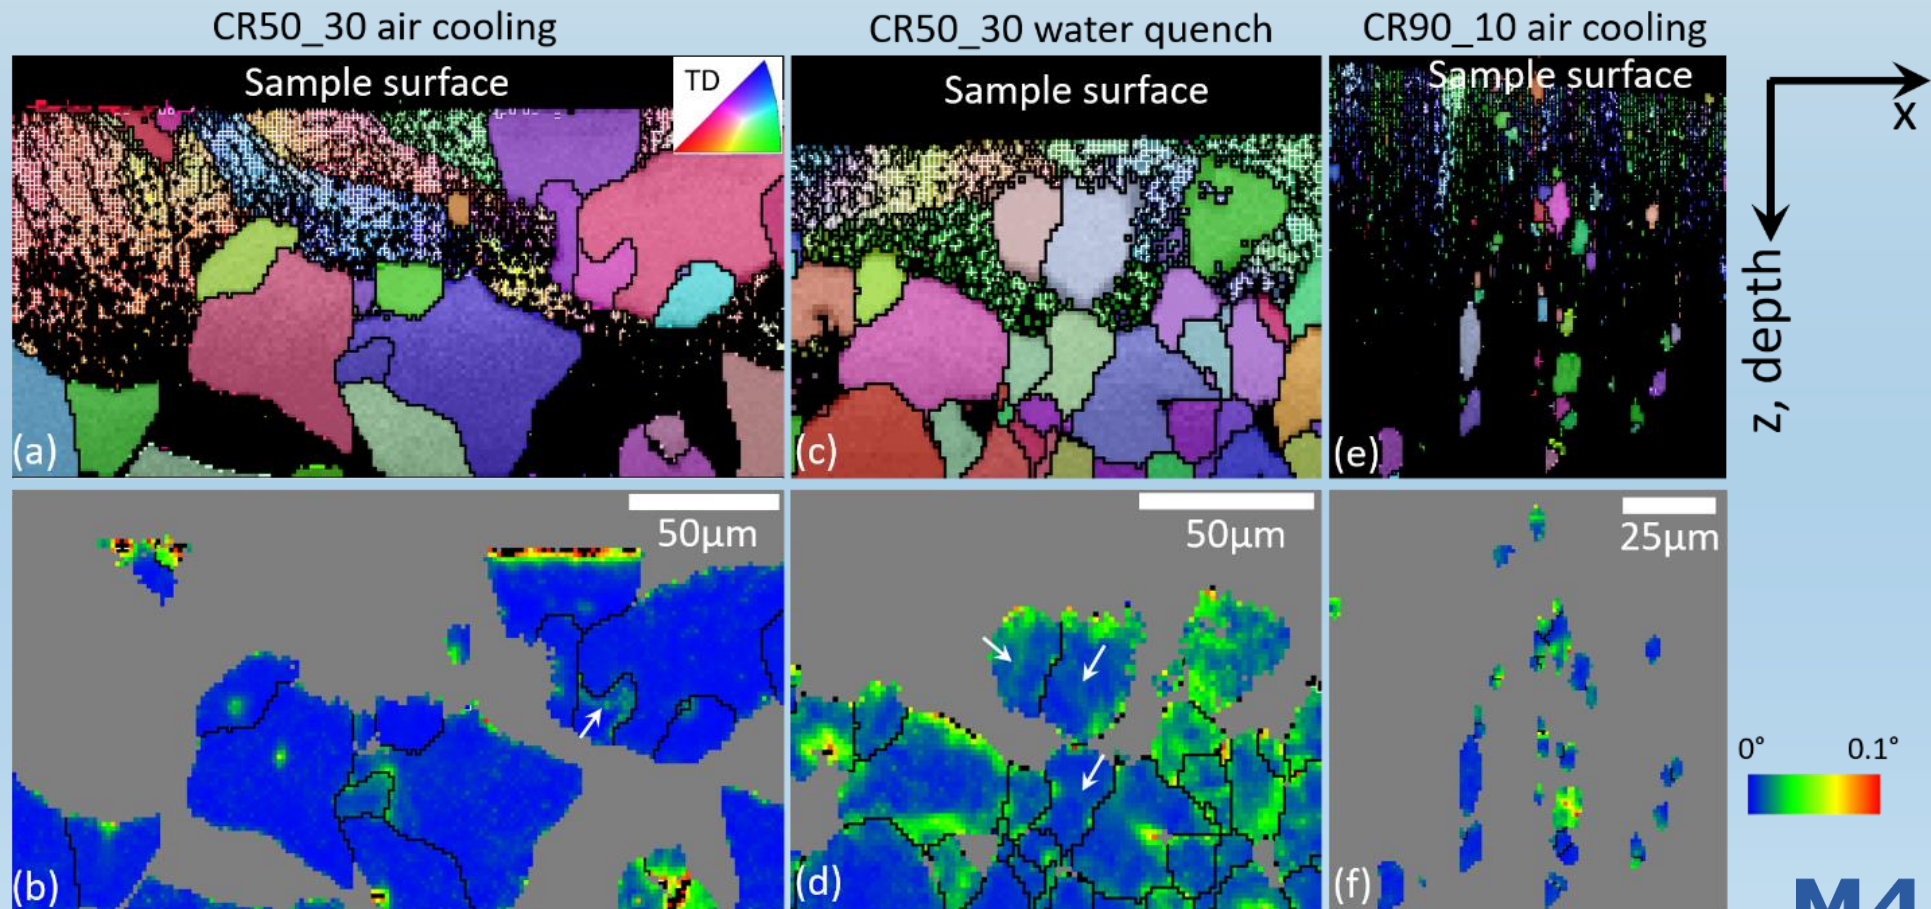 CR50_30 air cooling
CR50_30 water quench
CR90_10 air cooling
Sample surface
TD
Sample surface
Sample surface
x
z, depth
(a)
(c)
(e)
50µm
50µm
25µm
0° 0.1°
(b)
(d)
(f)
M4